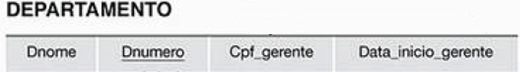 DEPARTAMENTO
Dnome Dnumero Cpf_gerente Data_inicio_gerente